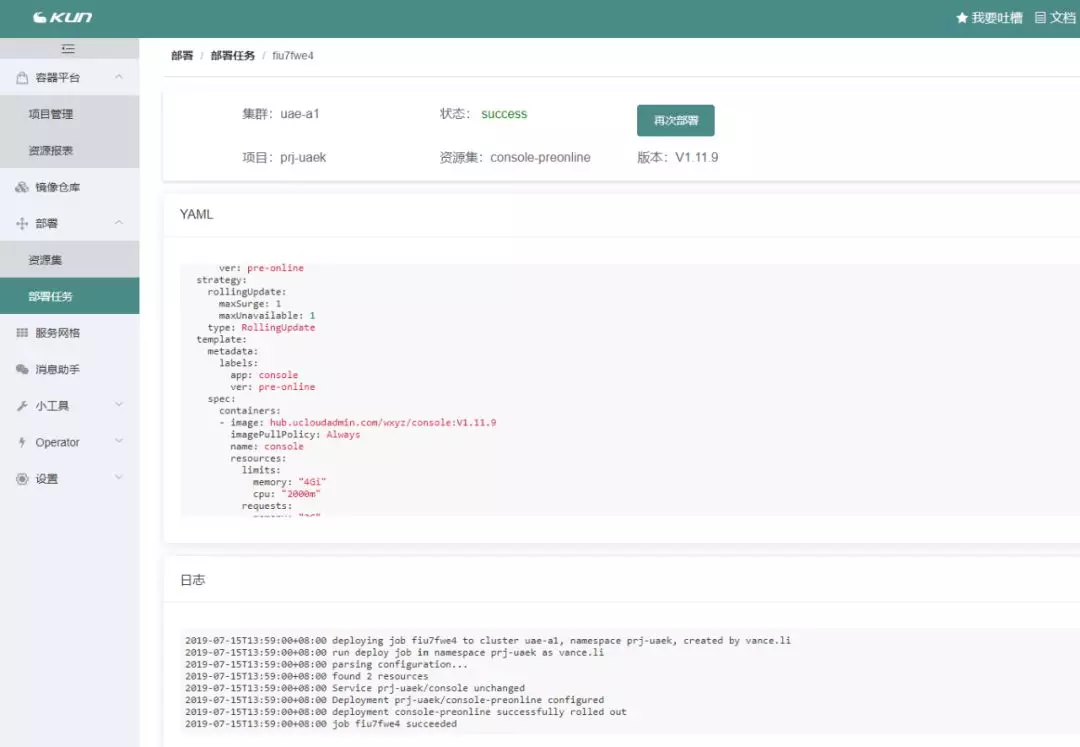 KUN
我要吐槽 文档
容器平台
项目管理
资源报表
镜像仓库
部署
资源集
部署任务
服务网格
消息助手
小工具
Operator
设置
部署 / 部署任务 / fiu7fwe4
集群: uae-a1 状态: success 再次部署
项目: prj-uaek 资源集: console-preonline 版本: V1.11.9
YAML
ver: pre-online
strategy:
rollingUpdate:
maxSurge: 1
maxUnavailable: 1
type: RollingUpdate
template:
metadata:
labels:
app: console
ver: pre-online
spec:
containers:
- image: hub.ucloudadmin.com/wxyz/console:V1.11.9
imagePullPolicy: Always
name: console
resources:
limits:
memory: "4Gi"
cpu: "2000m"
requests:
日志
2019-07-15T13:59:00+08:00 deploying job fiu7fwe4 to cluster uae-a1, namespace prj-uaek, created by vance.li
2019-07-15T13:59:00+08:00 run deploy job in namespace prj-uaek as vance.li
2019-07-15T13:59:00+08:00 parsing configuration...
2019-07-15T13:59:00+08:00 found 2 resources
2019-07-15T13:59:00+08:00 Service prj-uaek/console unchanged
2019-07-15T13:59:00+08:00 Deployment prj-uaek/console-preonline configured
2019-07-15T13:59:00+08:00 deployment console-preonline successfully rolled out
2019-07-15T13:59:00+08:00 job fiu7fwe4 succeeded